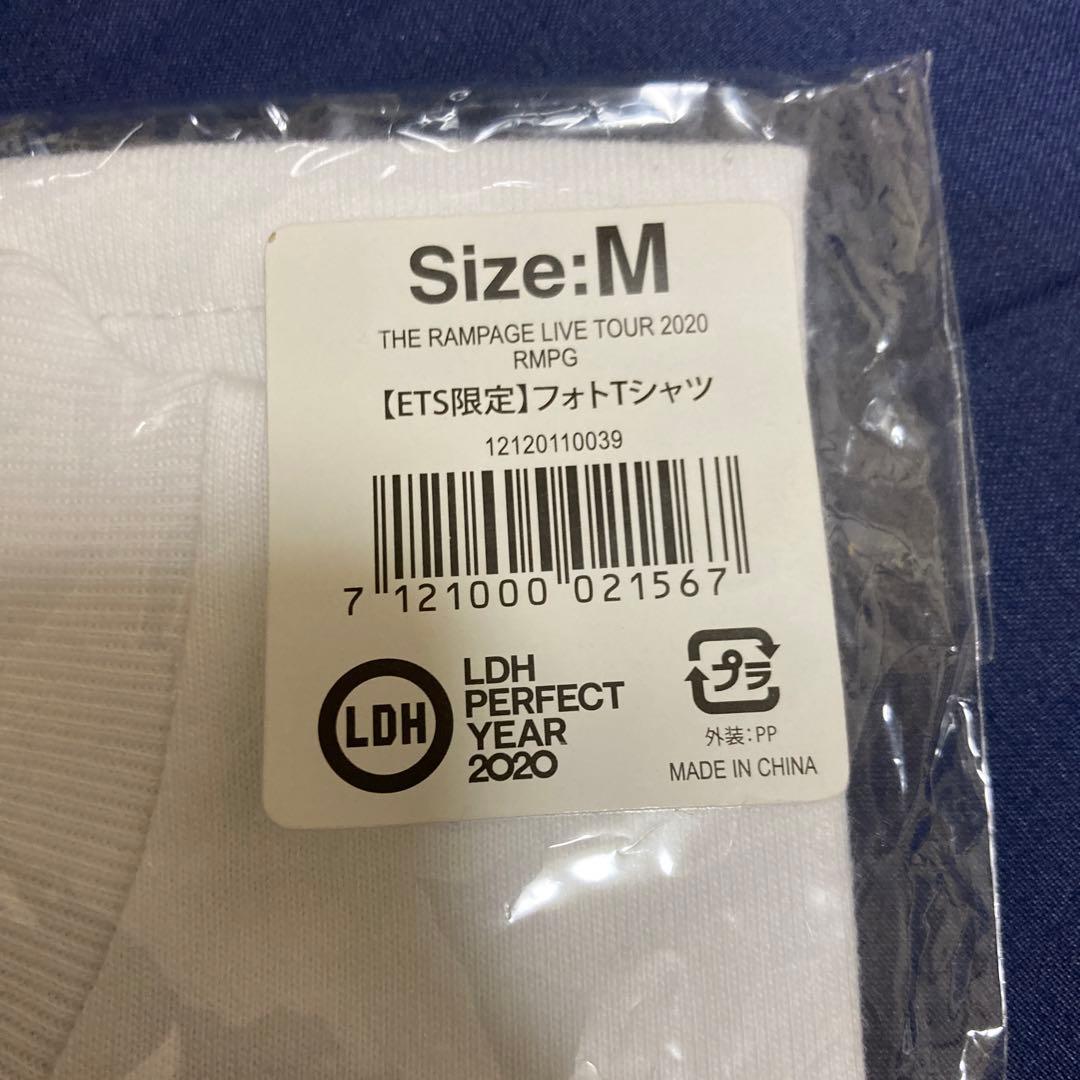 Size:M
THE RAMPAGE LIVE TOUR 2020
RMPG
【ETS限定】フォトTシャツ
12120110039
7 121000 021567
LDH
LDH
PERFECT
YEAR
2020
プラ
外装:PP
MADE IN CHINA